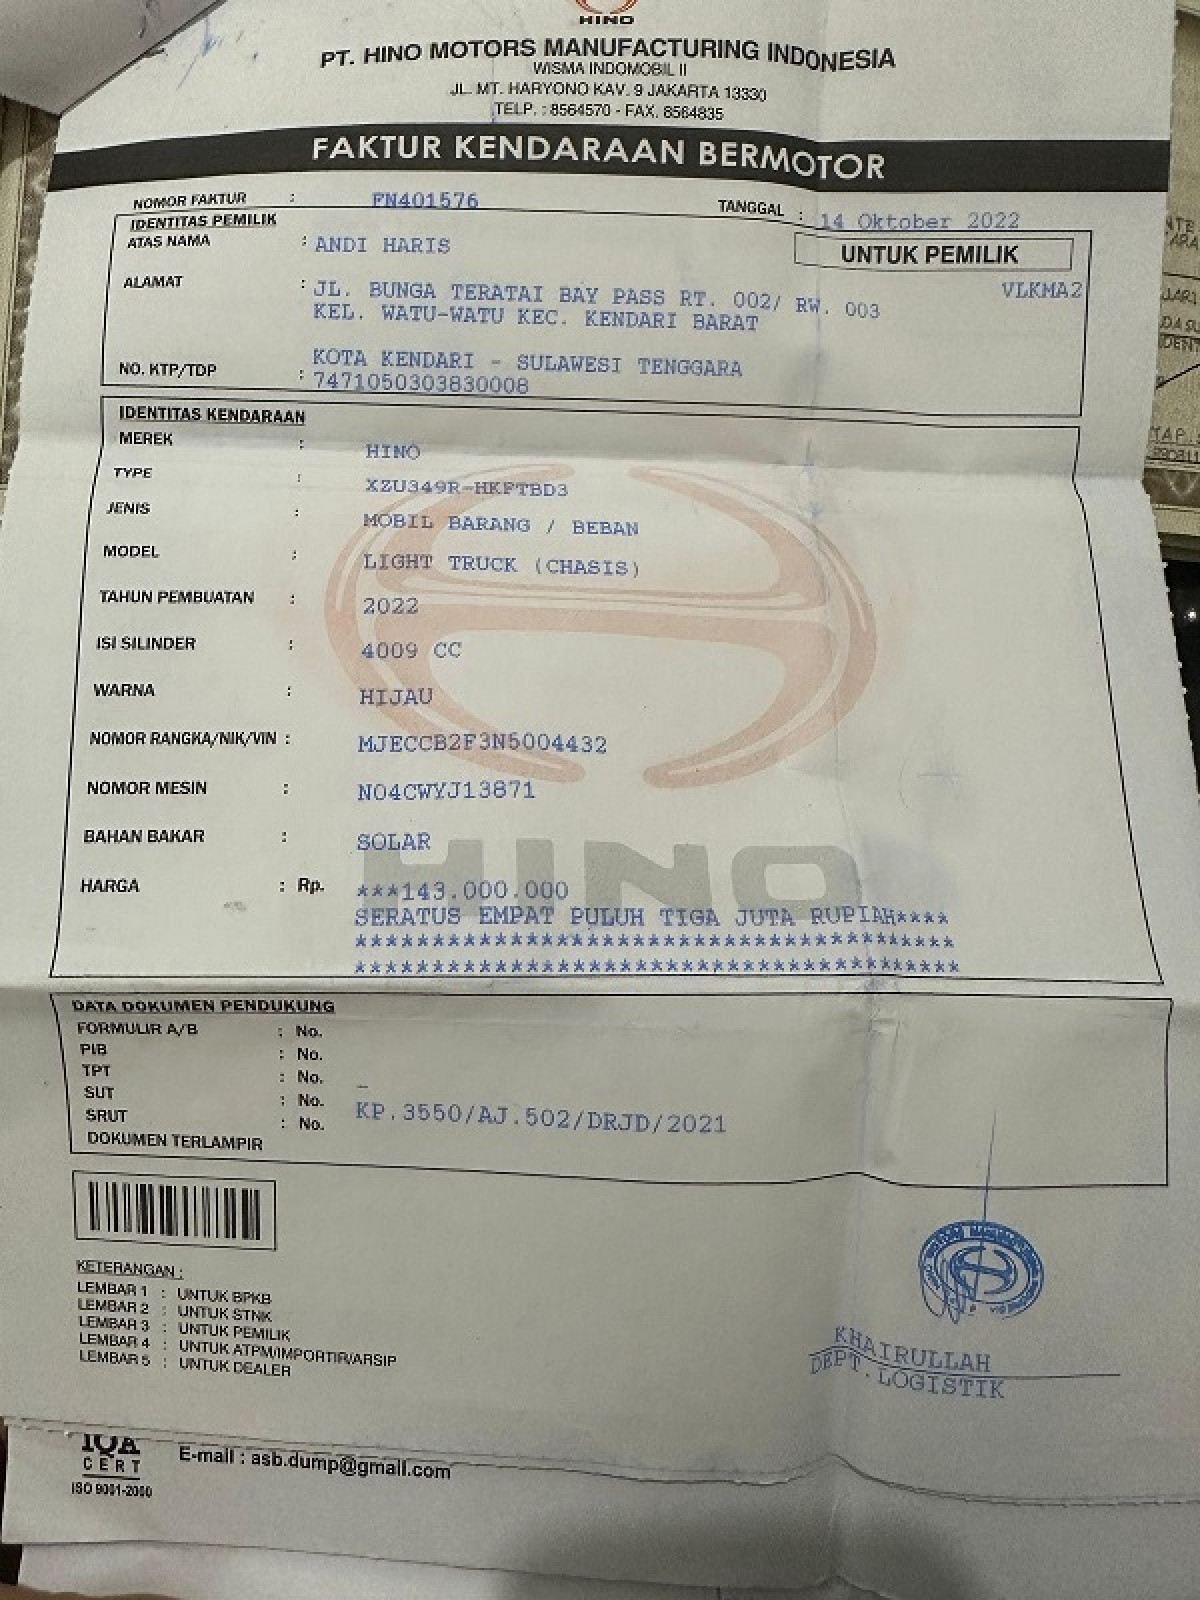 HINO
PT. HINO MOTORS MANUFACTURING INDONESIA
WISMA INDOMOBIL II
JL. MT. HARYONO KAV. 9 JAKARTA 13330
TELP. : 8564570 - FAX. 8564835
FAKTUR KENDARAAN BERMOTOR
NOMOR FAKTUR : FN401576 TANGGAL : 14 Oktober 2022
IDENTITAS PEMILIK
ATAS NAMA : ANDI HARIS UNTUK PEMILIK
ALAMAT : JL. BUNGA TERATAI BAY PASS RT. 002/ RW. 003 VLKMA2
KEL. WATU-WATU KEC. KENDARI BARAT
KOTA KENDARI - SULAWESI TENGGARA
NO. KTP/TDP : 7471050303830008
IDENTITAS KENDARAAN
MEREK : HINO
TYPE : XZU349R-HKFTBD3
JENIS : MOBIL BARANG / BEBAN
MODEL : LIGHT TRUCK (CHASIS)
TAHUN PEMBUATAN : 2022
ISI SILINDER : 4009 CC
WARNA : HIJAU
NOMOR RANGKA/NIK/VIN : MJECCB2F3N5004432
NOMOR MESIN : N04CWYJ13871
BAHAN BAKAR : SOLAR
HINO
HARGA : Rp. ***143.000.000
SERATUS EMPAT PULUH TIGA JUTA RUPIAH****
DATA DOKUMEN PENDUKUNG
FORMULIR A/B : No.
PIB : No.
TPT : No. -
SUT : No. KP.3550/AJ.502/DRJD/2021
SRUT : No.
DOKUMEN TERLAMPIR
KETERANGAN :
LEMBAR 1 : UNTUK BPKB
LEMBAR 2 : UNTUK STNK
LEMBAR 3 : UNTUK PEMILIK
LEMBAR 4 : UNTUK ATPM/IMPORTIR/ARSIP
LEMBAR 5 : UNTUK DEALER
KHAIRULLAH
DEPT.LOGISTIK
IQA
CERT
ISO 9001-2000
E-mail : asb.dump@gmail.com